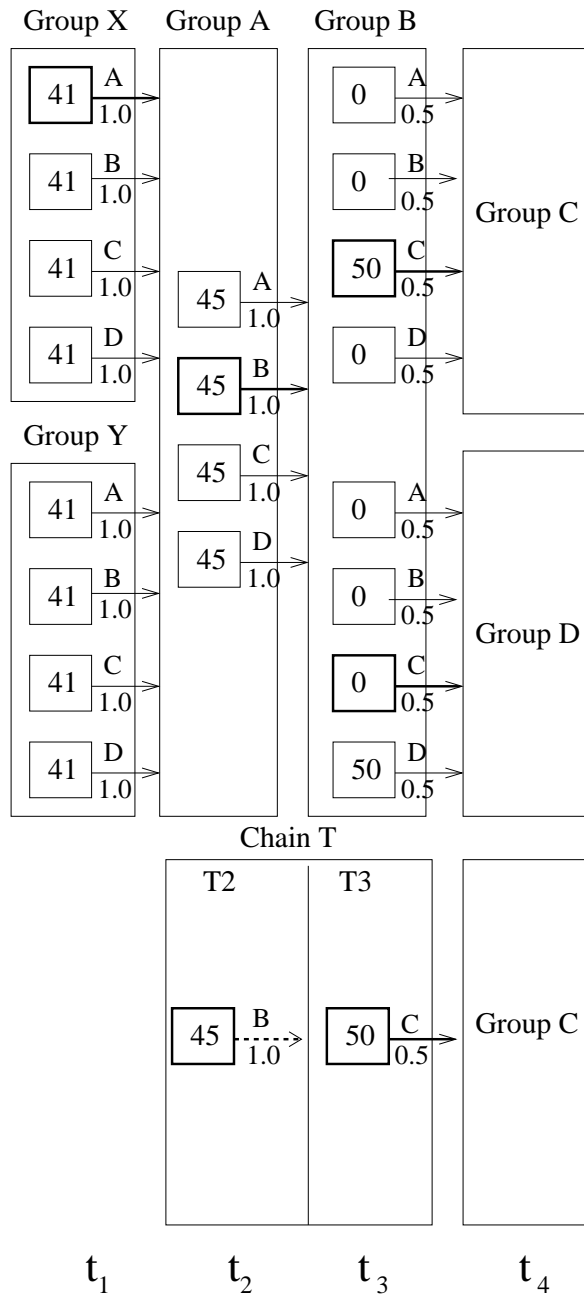 Group X
Group A
Group B
41 A 1.0
41 B 1.0
41 C 1.0
41 D 1.0
Group Y
41 A 1.0
41 B 1.0
41 C 1.0
41 D 1.0
45 A 1.0
45 B 1.0
45 C 1.0
45 D 1.0
0 A 0.5
0 B 0.5
50 C 0.5
0 D 0.5
0 A 0.5
0 B 0.5
0 C 0.5
50 D 0.5
Group C
Group D
Chain T
T2
T3
45 B 1.0
50 C 0.5
Group C
t1
t2
t3
t4